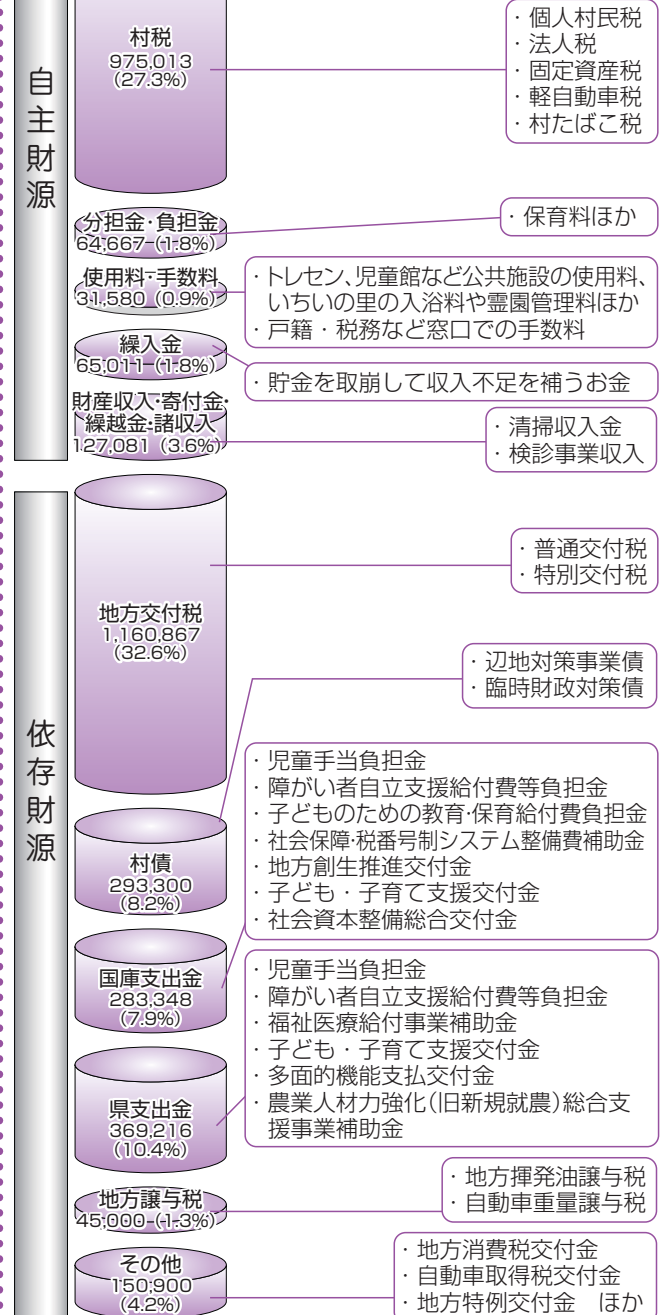 自主財源
村税
975,013
(27.3%)
・個人村民税
・法人税
・固定資産税
・軽自動車税
・村たばこ税
分担金・負担金
64,667 (1.8%)
・保育料ほか
使用料・手数料
31,580 (0.9%)
・トレセン、児童館など公共施設の使用料、
いちいの里の入浴料や霊園管理料ほか
・戸籍・税務など窓口での手数料
繰入金
65,011 (1.8%)
・貯金を取崩して収入不足を補うお金
財産収入・寄付金・
繰越金・諸収入
127,081 (3.6%)
・清掃収入金
・検診事業収入
依存財源
地方交付税
1,160,867
(32.6%)
・普通交付税
・特別交付税
村債
293,300
(8.2%)
・辺地対策事業債
・臨時財政対策債
国庫支出金
283,348
(7.9%)
・児童手当負担金
・障がい者自立支援給付費等負担金
・子どものための教育・保育給付費負担金
・社会保障・税番号制システム整備費補助金
・地方創生推進交付金
・子ども・子育て支援交付金
・社会資本整備総合交付金
県支出金
369,216
(10.4%)
・児童手当負担金
・障がい者自立支援給付費等負担金
・福祉医療給付事業補助金
・子ども・子育て支援交付金
・多面的機能支払交付金
・農業人材力強化(旧新規就農)総合支
援事業補助金
地方譲与税
45,000 (1.3%)
・地方揮発油譲与税
・自動車重量譲与税
その他
150,900
(4.2%)
・地方消費税交付金
・自動車取得税交付金
・地方特例交付金　ほか